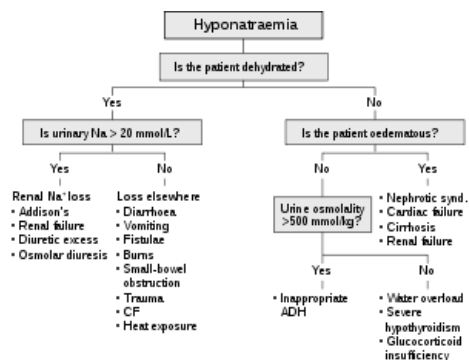 Hyponatraemia
Is the patient dehydrated?
Yes
No
Is urinary Na > 20 mmol/L?
Is the patient oedematous?
Yes
No
No
Yes
Renal Na⁺loss
• Addison's
• Renal failure
• Diuretic excess
• Osmolar diuresis
Loss elsewhere
• Diarrhoea
• Vomiting
• Fistulae
• Burns
• Small-bowel
obstruction
• Trauma
• CF
• Heat exposure
Urine osmolality
>500 mmol/kg?
• Nephrotic synd.
• Cardiac failure
• Cirrhosis
• Renal failure
Yes
No
• Inappropriate
ADH
• Water overload
• Severe
hypothyroidism
• Glucocorticoid
insufficiency